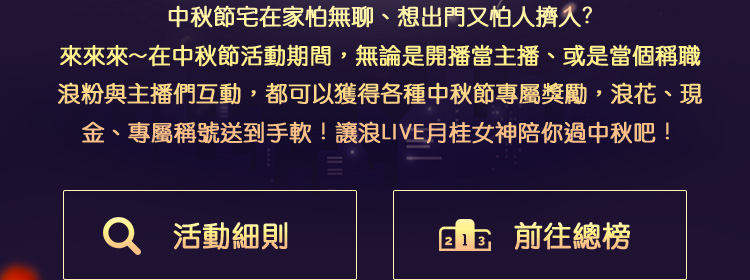 中秋節宅在家怕無聊、想出門又怕人擠人？
來來來～在中秋節活動期間，無論是開播當主播、或是當個稱職
浪粉與主播們互動，都可以獲得各種中秋節專屬獎勵，浪花、現
金、專屬稱號送到手軟！讓浪LIVE月桂女神陪你過中秋吧！
活動細則
2 1 3 前往總榜